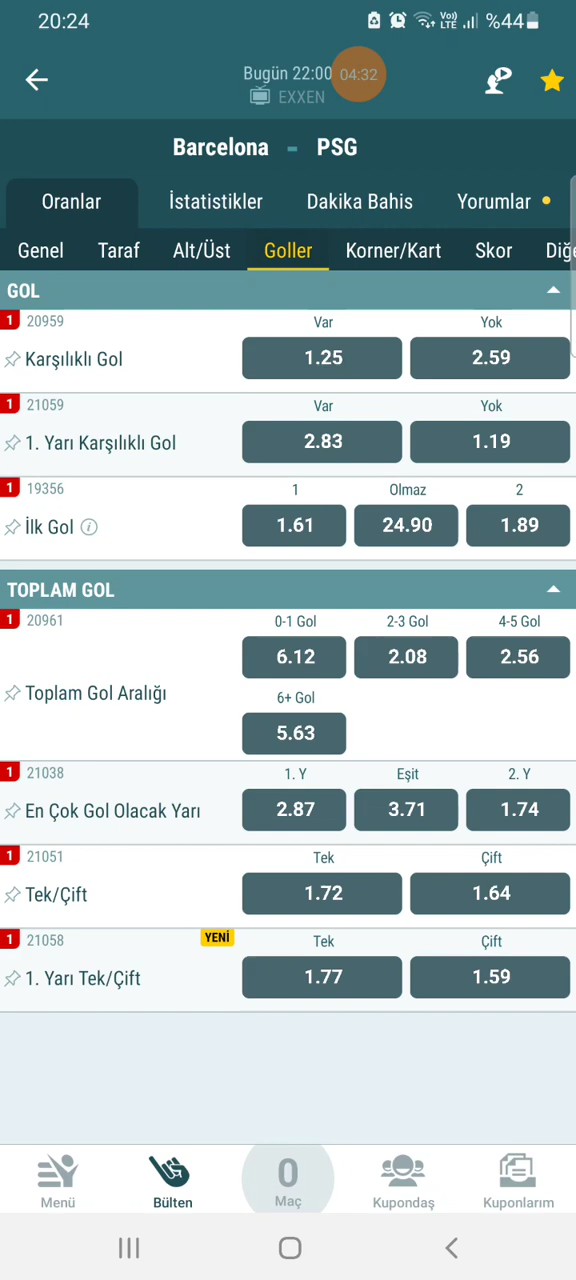 20:24
Vo)) LTE %44
Bugün 22:00 04:32
EXXEN
Barcelona - PSG
Oranlar İstatistikler Dakika Bahis Yorumlar
Genel Taraf Alt/Üst Goller Korner/Kart Skor Diğe
GOL
1 20959 Var Yok
Karşılıklı Gol 1.25 2.59
1 21059 Var Yok
1. Yarı Karşılıklı Gol 2.83 1.19
1 19356 1 Olmaz 2
İlk Gol 1.61 24.90 1.89
TOPLAM GOL
1 20961 0-1 Gol 2-3 Gol 4-5 Gol
6.12 2.08 2.56
Toplam Gol Aralığı 6+ Gol
5.63
1 21038 1. Y Eşit 2. Y
En Çok Gol Olacak Yarı 2.87 3.71 1.74
1 21051 Tek Çift
Tek/Çift 1.72 1.64
1 21058 YENİ Tek Çift
1. Yarı Tek/Çift 1.77 1.59
0
Menü Bülten Maç Kupondaş Kuponlarım